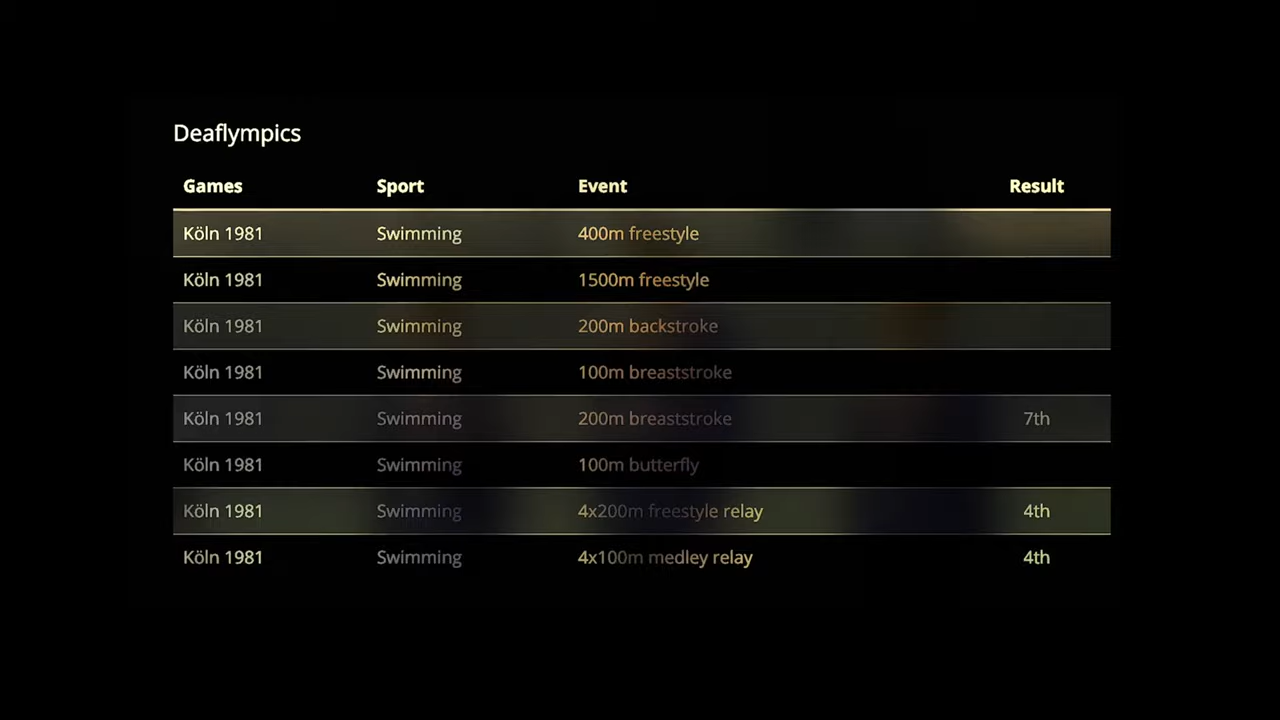 Deaflympics
Games Sport Event Result
Köln 1981 Swimming 400m freestyle
Köln 1981 Swimming 1500m freestyle
Köln 1981 Swimming 200m backstroke
Köln 1981 Swimming 100m breaststroke
Köln 1981 Swimming 200m breaststroke 7th
Köln 1981 Swimming 100m butterfly
Köln 1981 Swimming 4x200m freestyle relay 4th
Köln 1981 Swimming 4x100m medley relay 4th